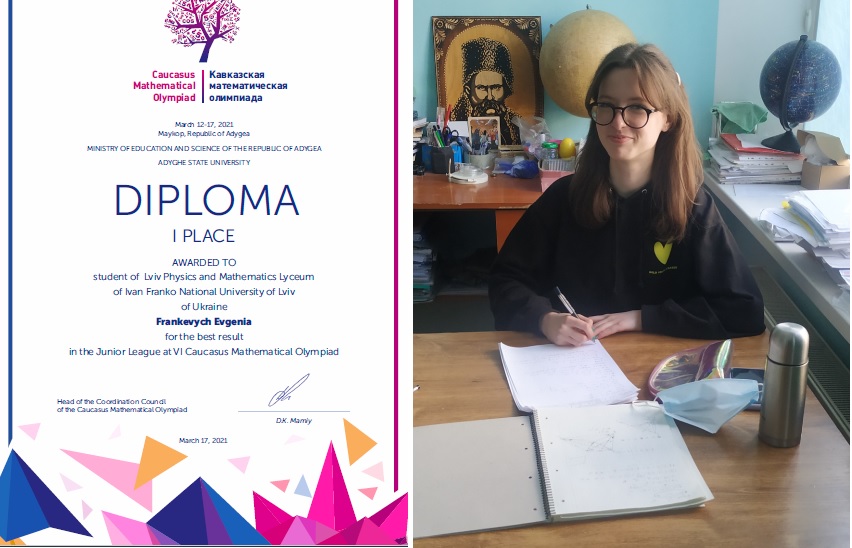 Caucasus
Mathematical
Olympiad
Кавказская
математическая
олимпиада
March 12-17, 2021
Maykop, Republic of Adygea
MINISTRY OF EDUCATION AND SCIENCE OF THE REPUBLIC OF ADYGEA
ADYGHE STATE UNIVERSITY
DIPLOMA
I PLACE
AWARDED TO
student of Lviv Physics and Mathematics Lyceum
of Ivan Franko National University of Lviv
of Ukraine
Frankevych Evgenia
for the best result
in the Junior League at VI Caucasus Mathematical Olympiad
Head of the Coordination Council
of the Caucasus Mathematical Olympiad
D.K. Mamiy
March 17, 2021